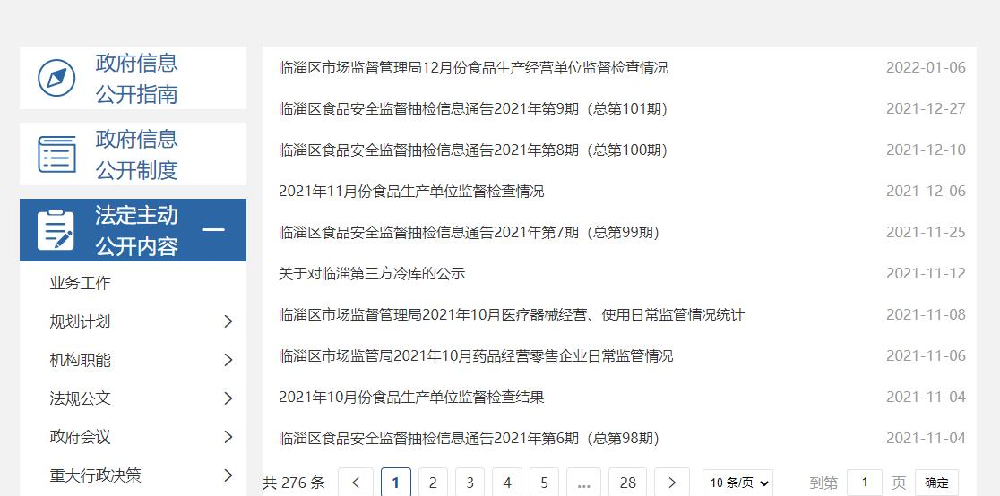 政府信息
公开指南
政府信息
公开制度
法定主动
公开内容
业务工作
规划计划
机构职能
法规公文
政府会议
重大行政决策
临淄区市场监督管理局12月份食品生产经营单位监督检查情况 2022-01-06
临淄区食品安全监督抽检信息通告2021年第9期（总第101期） 2021-12-27
临淄区食品安全监督抽检信息通告2021年第8期（总第100期） 2021-12-10
2021年11月份食品生产单位监督检查情况 2021-12-06
临淄区食品安全监督抽检信息通告2021年第7期（总第99期） 2021-11-25
关于对临淄第三方冷库的公示 2021-11-12
临淄区市场监督管理局2021年10月医疗器械经营、使用日常监管情况统计 2021-11-08
临淄区市场监管局2021年10月药品经营零售企业日常监管情况 2021-11-06
2021年10月份食品生产单位监督检查结果 2021-11-04
临淄区食品安全监督抽检信息通告2021年第6期（总第98期） 2021-11-04
共 276 条 < 1 2 3 4 5 ... 28 > 10 条/页 到第 1 页 确定